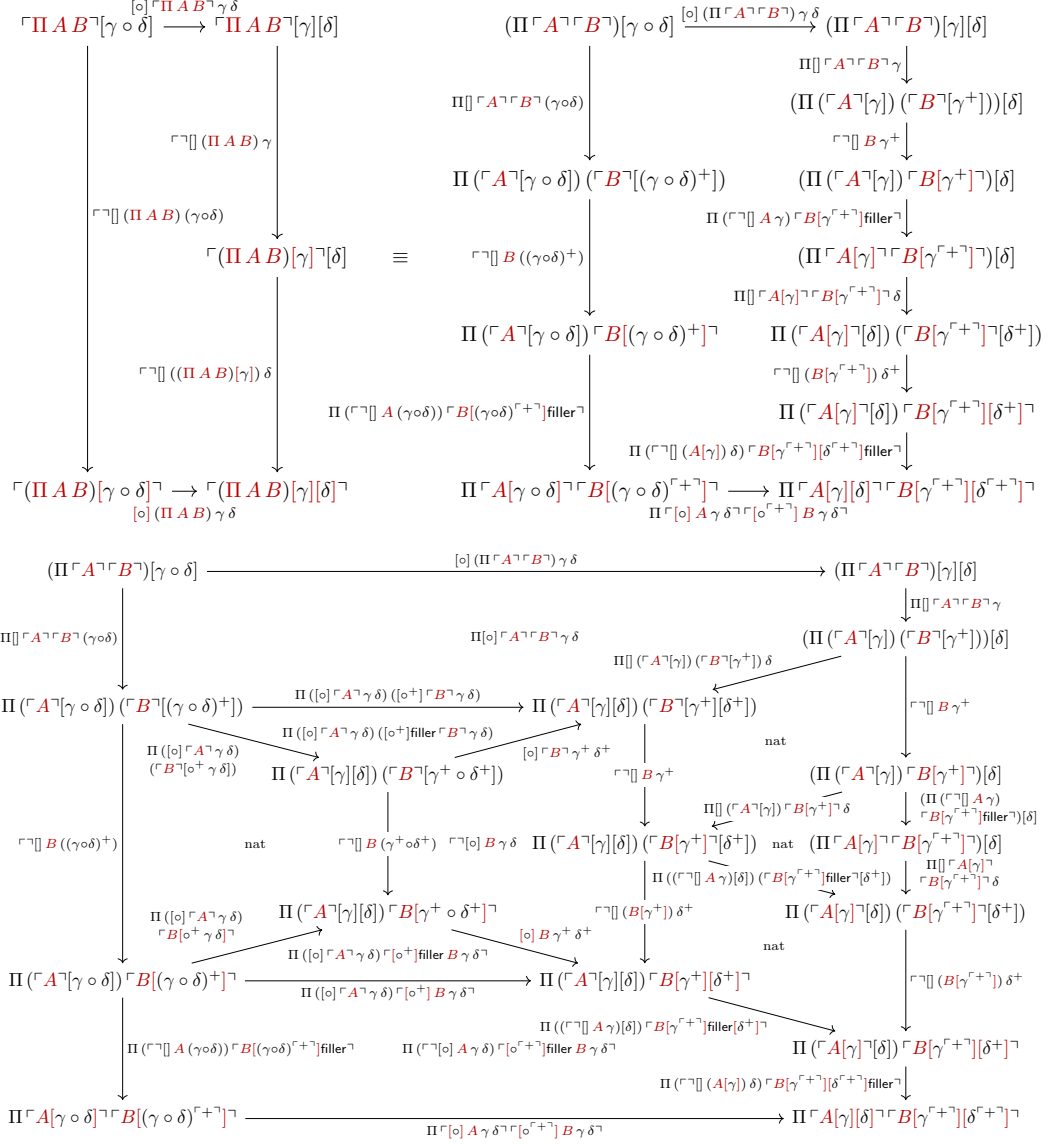 [∘] ⌜Π A B⌝ γ δ
⌜Π A B⌝[γ ∘ δ] ⟶ ⌜Π A B⌝[γ][δ]
⌜⌝[] (Π A B) γ
⌜⌝[] (Π A B) (γ∘δ)
⌜(Π A B)[γ]⌝[δ]
⌜⌝[] ((Π A B)[γ]) δ
⌜(Π A B)[γ ∘ δ]⌝ ⟶ ⌜(Π A B)[γ][δ]⌝
[∘] (Π A B) γ δ
≡
[∘] (Π ⌜A⌝ ⌜B⌝) γ δ
(Π ⌜A⌝ ⌜B⌝)[γ ∘ δ] ⟶ (Π ⌜A⌝ ⌜B⌝)[γ][δ]
Π[] ⌜A⌝ ⌜B⌝ γ
Π[] ⌜A⌝ ⌜B⌝ (γ∘δ)
(Π (⌜A⌝[γ]) (⌜B⌝[γ⁺]))[δ]
⌜⌝[] B γ⁺
Π (⌜A⌝[γ ∘ δ]) (⌜B⌝[(γ ∘ δ)⁺])
(Π (⌜A⌝[γ]) ⌜B[γ⁺]⌝)[δ]
Π (⌜⌝[] A γ) ⌜B[γ^⌜⁺⌝]filler⌝
⌜⌝[] B ((γ∘δ)⁺)
(Π ⌜A[γ]⌝ ⌜B[γ^⌜⁺⌝]⌝)[δ]
Π[] ⌜A[γ]⌝ ⌜B[γ^⌜⁺⌝]⌝ δ
Π (⌜A⌝[γ ∘ δ]) ⌜B[(γ ∘ δ)⁺]⌝
Π (⌜A[γ]⌝[δ]) (⌜B[γ^⌜⁺⌝]⌝[δ⁺])
⌜⌝[] (B[γ^⌜⁺⌝]) δ⁺
Π (⌜⌝[] A (γ∘δ)) ⌜B[(γ∘δ)^⌜⁺⌝]filler⌝
Π (⌜A[γ]⌝[δ]) ⌜B[γ^⌜⁺⌝][δ⁺]⌝
Π (⌜⌝[] (A[γ]) δ) ⌜B[γ^⌜⁺⌝][δ^⌜⁺⌝]filler⌝
Π ⌜A[γ ∘ δ]⌝ ⌜B[(γ ∘ δ)^⌜⁺⌝]⌝ ⟶ Π ⌜A[γ][δ]⌝ ⌜B[γ^⌜⁺⌝][δ^⌜⁺⌝]⌝
Π ⌜[∘] A γ δ⌝ ⌜[∘^⌜⁺⌝] B γ δ⌝
[∘] (Π ⌜A⌝ ⌜B⌝) γ δ
(Π ⌜A⌝ ⌜B⌝)[γ ∘ δ] ⟶ (Π ⌜A⌝ ⌜B⌝)[γ][δ]
Π[] ⌜A⌝ ⌜B⌝ γ
Π[] ⌜A⌝ ⌜B⌝ (γ∘δ)
Π[∘] ⌜A⌝ ⌜B⌝ γ δ
(Π (⌜A⌝[γ]) (⌜B⌝[γ⁺]))[δ]
Π[] (⌜A⌝[γ]) (⌜B⌝[γ⁺]) δ
Π ([∘] ⌜A⌝ γ δ) ([∘⁺] ⌜B⌝ γ δ)
Π (⌜A⌝[γ ∘ δ]) (⌜B⌝[(γ ∘ δ)⁺]) ⟶ Π (⌜A⌝[γ][δ]) (⌜B⌝[γ⁺][δ⁺])
⌜⌝[] B γ⁺
Π ([∘] ⌜A⌝ γ δ) ([∘⁺]filler ⌜B⌝ γ δ)
nat
Π ([∘] ⌜A⌝ γ δ)
(⌜B⌝[∘⁺ γ δ])
[∘] ⌜B⌝ γ⁺ δ⁺
Π (⌜A⌝[γ][δ]) (⌜B⌝[γ⁺ ∘ δ⁺])
⌜⌝[] B γ⁺
(Π (⌜A⌝[γ]) ⌜B[γ⁺]⌝)[δ]
Π[] (⌜A⌝[γ]) ⌜B[γ⁺]⌝ δ
(Π (⌜⌝[] A γ)
⌜B[γ^⌜⁺⌝]filler⌝)[δ]
⌜⌝[] B ((γ∘δ)⁺)
nat
⌜⌝[] B (γ⁺∘δ⁺)
⌜⌝[∘] B γ δ
Π (⌜A⌝[γ][δ]) (⌜B[γ⁺]⌝[δ⁺])
nat
(Π ⌜A[γ]⌝ ⌜B[γ^⌜⁺⌝]⌝)[δ]
Π[] ⌜A[γ]⌝
⌜B[γ^⌜⁺⌝]⌝ δ
Π ((⌜⌝[] A γ)[δ]) (⌜B[γ^⌜⁺⌝]filler⌝[δ⁺])
Π ([∘] ⌜A⌝ γ δ)
⌜B[∘⁺ γ δ]⌝
Π (⌜A⌝[γ][δ]) ⌜B[γ⁺ ∘ δ⁺]⌝
⌜⌝[] (B[γ⁺]) δ⁺
Π (⌜A[γ]⌝[δ]) (⌜B[γ^⌜⁺⌝]⌝[δ⁺])
[∘] B γ⁺ δ⁺
nat
Π ([∘] ⌜A⌝ γ δ) ⌜[∘⁺]filler B γ δ⌝
Π (⌜A⌝[γ ∘ δ]) ⌜B[(γ ∘ δ)⁺]⌝ ⟶ Π (⌜A⌝[γ][δ]) ⌜B[γ⁺][δ⁺]⌝
⌜⌝[] (B[γ^⌜⁺⌝]) δ⁺
Π ([∘] ⌜A⌝ γ δ) ⌜[∘⁺] B γ δ⌝
Π ((⌜⌝[] A γ)[δ]) ⌜B[γ^⌜⁺⌝]filler[δ⁺]⌝
Π (⌜⌝[] A (γ∘δ)) ⌜B[(γ∘δ)^⌜⁺⌝]filler⌝
Π (⌜⌝[∘] A γ δ) ⌜[∘^⌜⁺⌝]filler B γ δ⌝
Π (⌜A[γ]⌝[δ]) ⌜B[γ^⌜⁺⌝][δ⁺]⌝
Π (⌜⌝[] (A[γ]) δ) ⌜B[γ^⌜⁺⌝][δ^⌜⁺⌝]filler⌝
Π ⌜A[γ ∘ δ]⌝ ⌜B[(γ ∘ δ)^⌜⁺⌝]⌝ ⟶ Π ⌜A[γ][δ]⌝ ⌜B[γ^⌜⁺⌝][δ^⌜⁺⌝]⌝
Π ⌜[∘] A γ δ⌝ ⌜[∘^⌜⁺⌝] B γ δ⌝